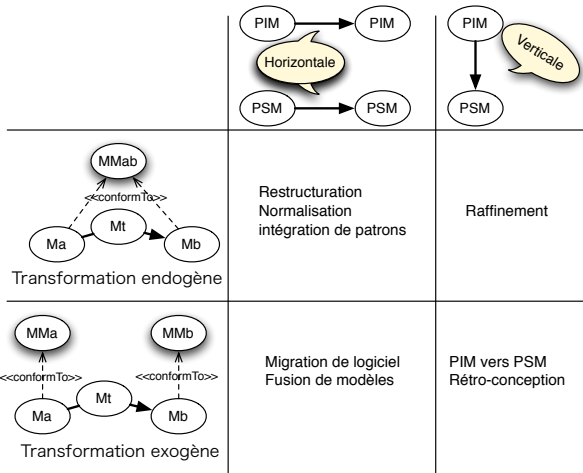 PIM PIM PIM
Horizontale Verticale
PSM PSM PSM
MMab
<<conformTo>>
Mt
Ma Mb
Transformation endogène
Restructuration
Normalisation
intégration de patrons
Raffinement
MMa MMb
<<conformTo>> <<conformTo>>
Mt
Ma Mb
Transformation exogène
Migration de logiciel
Fusion de modèles
PIM vers PSM
Rétro-conception